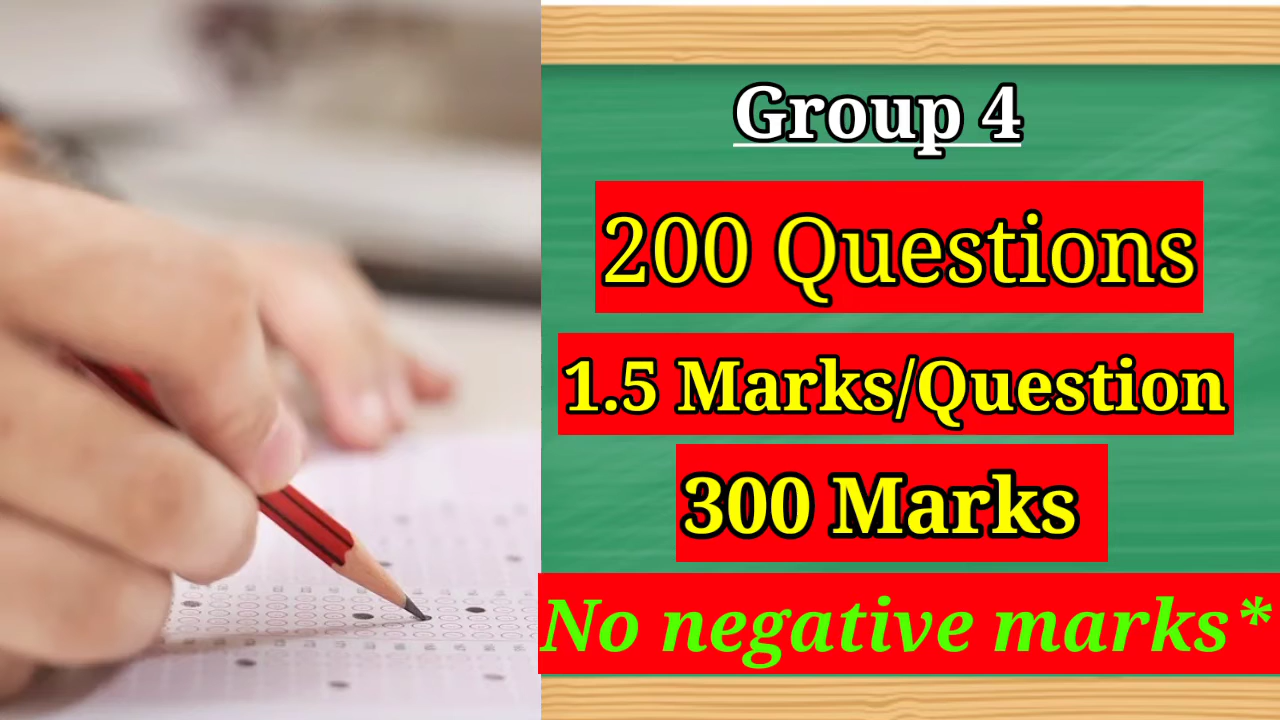 Group 4
200 Questions
1.5 Marks/Question
300 Marks
No negative marks*